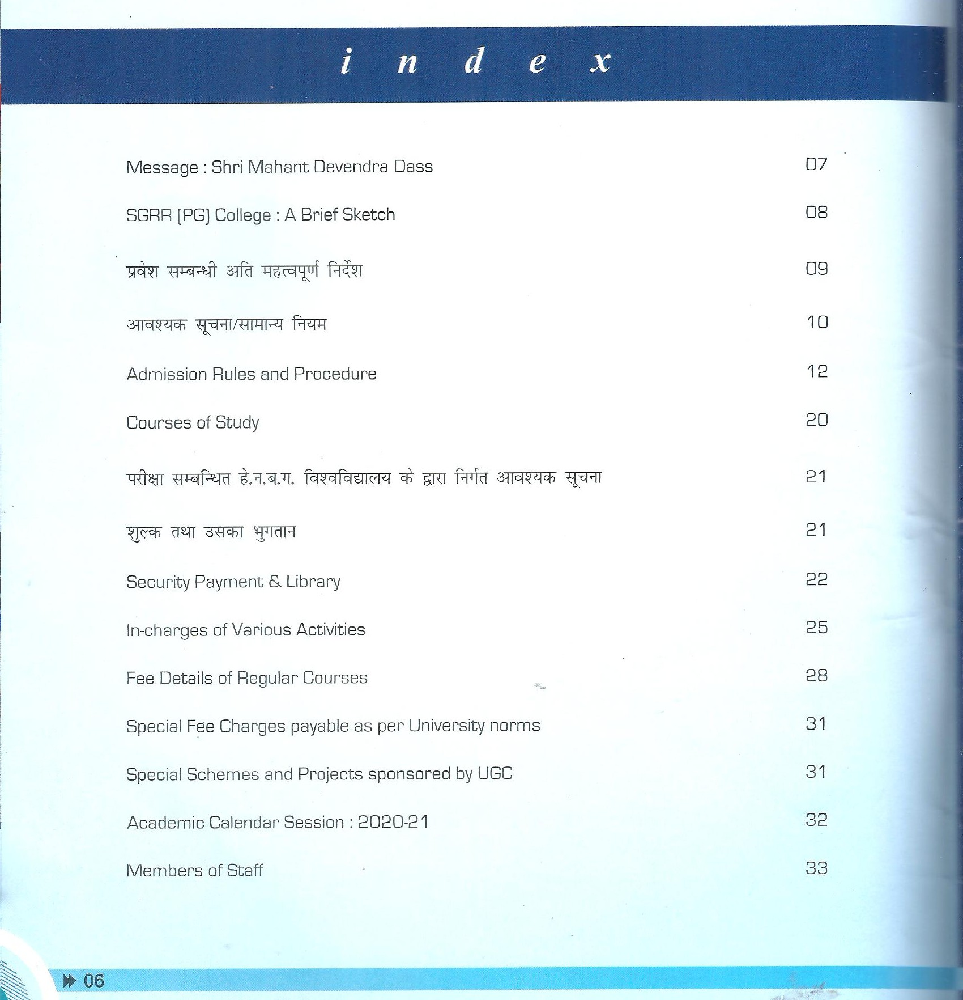 i n d e x
Message : Shri Mahant Devendra Dass 07
SGRR (PG) College : A Brief Sketch 08
प्रवेश सम्बन्धी अति महत्वपूर्ण निर्देश 09
आवश्यक सूचना/सामान्य नियम 10
Admission Rules and Procedure 12
Courses of Study 20
परीक्षा सम्बन्धित हे.न.ब.ग. विश्वविद्यालय के द्वारा निर्गत आवश्यक सूचना 21
शुल्क तथा उसका भुगतान 21
Security Payment & Library 22
In-charges of Various Activities 25
Fee Details of Regular Courses 28
Special Fee Charges payable as per University norms 31
Special Schemes and Projects sponsored by UGC 31
Academic Calendar Session : 2020-21 32
Members of Staff 33
06